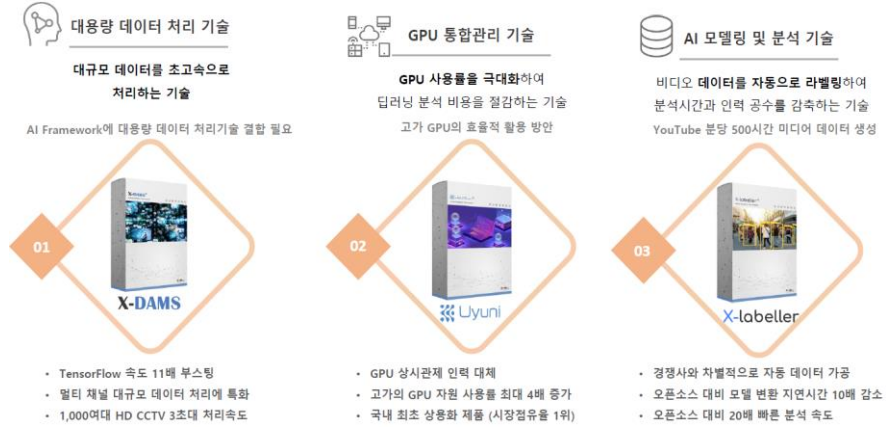 대용량 데이터 처리 기술
대규모 데이터를 초고속으로
처리하는 기술
AI Framework에 대용량 데이터 처리기술 결합 필요
01
X-DAMS
• TensorFlow 속도 11배 부스팅
• 멀티 채널 대규모 데이터 처리에 특화
• 1,000여대 HD CCTV 3초대 처리속도
GPU 통합관리 기술
GPU 사용률을 극대화하여
딥러닝 분석 비용을 절감하는 기술
고가 GPU의 효율적 활용 방안
02
Uyuni
• GPU 상시관제 인력 대체
• 고가의 GPU 자원 사용률 최대 4배 증가
• 국내 최초 상용화 제품 (시장점유율 1위)
AI 모델링 및 분석 기술
비디오 데이터를 자동으로 라벨링하여
분석시간과 인력 공수를 감축하는 기술
YouTube 분당 500시간 미디어 데이터 생성
03
X-labeller
• 경쟁사와 차별적으로 자동 데이터 가공
• 오픈소스 대비 모델 변환 지연시간 10배 감소
• 오픈소스 대비 20배 빠른 분석 속도